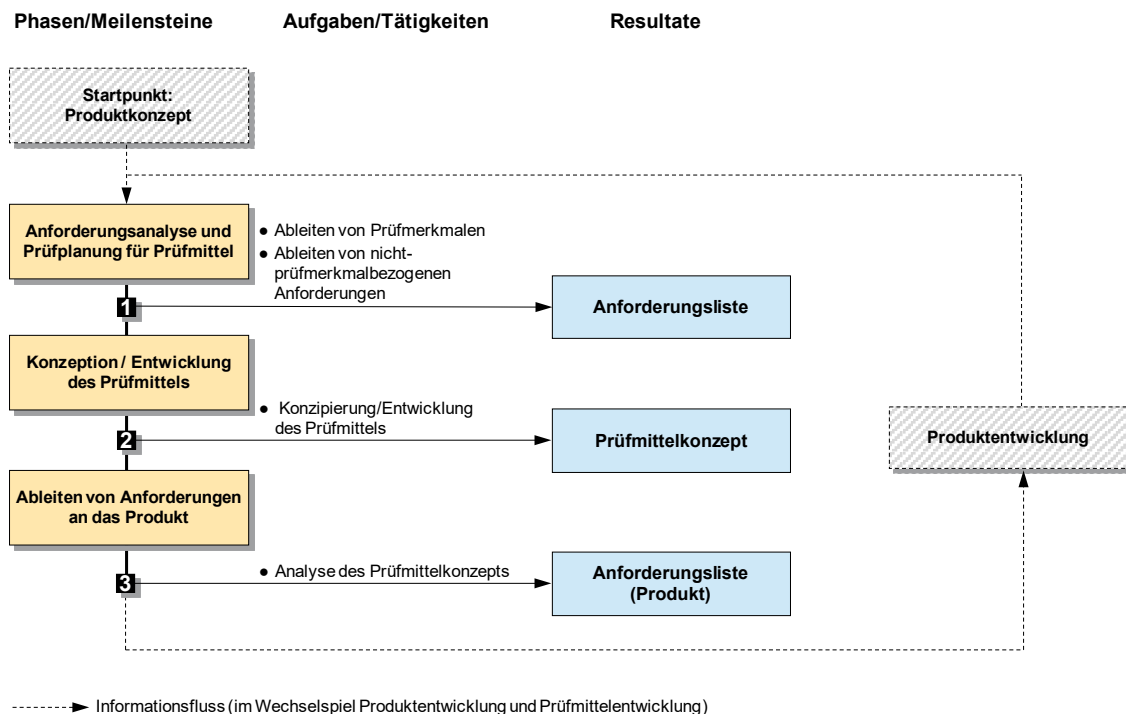 Phasen/Meilensteine
Aufgaben/Tätigkeiten
Resultate
Startpunkt:
Produktkonzept
Anforderungsanalyse und
Prüfplanung für Prüfmittel
● Ableiten von Prüfmerkmalen
● Ableiten von nicht-
prüfmerkmalbezogenen
Anforderungen
1
Anforderungsliste
Konzeption / Entwicklung
des Prüfmittels
● Konzipierung/Entwicklung
des Prüfmittels
2
Prüfmittelkonzept
Produktentwicklung
Ableiten von Anforderungen
an das Produkt
● Analyse des Prüfmittelkonzepts
3
Anforderungsliste
(Produkt)
Informationsfluss (im Wechselspiel Produktentwicklung und Prüfmittelentwicklung)